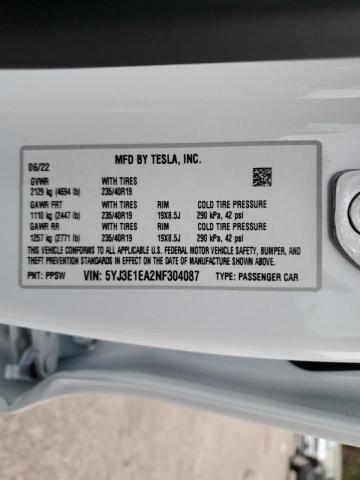 MFD BY TESLA, INC.
06/22
GVWR WITH TIRES
2129 kg (4694 lb) 235/40R19
GAWR FRT WITH TIRES RIM COLD TIRE PRESSURE
1110 kg (2447 lb) 235/40R19 19X8.5J 290 kPa, 42 psi
GAWR RR WITH TIRES RIM COLD TIRE PRESSURE
1257 kg (2771 lb) 235/40R19 19X8.5J 290 kPa, 42 psi
THIS VEHICLE CONFORMS TO ALL APPLICABLE U.S. FEDERAL MOTOR VEHICLE SAFETY, BUMPER, AND
THEFT PREVENTION STANDARDS IN EFFECT ON THE DATE OF MANUFACTURE SHOWN ABOVE.
PNT: PPSW VIN: 5YJ3E1EA2NF304087 TYPE: PASSENGER CAR